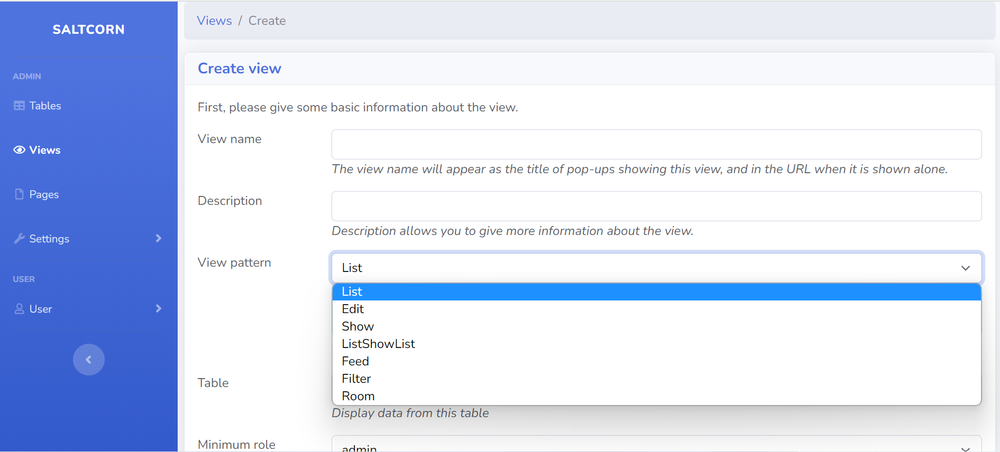 SALTCORN
ADMIN
Tables
Views
Pages
Settings
USER
User
Views / Create
Create view
First, please give some basic information about the view.
View name
The view name will appear as the title of pop-ups showing this view, and in the URL when it is shown alone.
Description
Description allows you to give more information about the view.
View pattern
List
List
Edit
Show
ListShowList
Feed
Filter
Room
Table
Display data from this table
Minimum role
admin